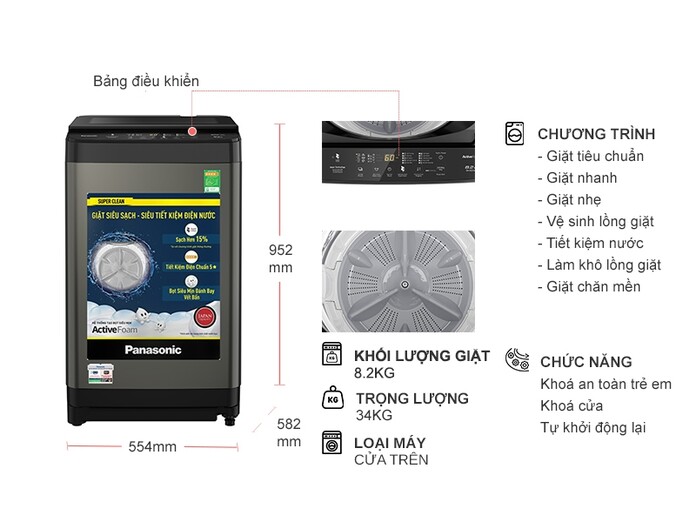 Bảng điều khiển
SUPER CLEAN
GIẶT SIÊU SẠCH - SIÊU TIẾT KIỆM ĐIỆN NƯỚC
Sạch Hơn 15%
Tiết Kiệm Điện Chuẩn 5★
Bọt Siêu Mịn Đánh Bay
Vết Bẩn
ActiveFoam
JAPAN
Panasonic
952
mm
582
mm
554mm
60
KHỐI LƯỢNG GIẶT
8.2KG
KG
TRỌNG LƯỢNG
34KG
LOẠI MÁY
CỬA TRÊN
CHƯƠNG TRÌNH
- Giặt tiêu chuẩn
- Giặt nhanh
- Giặt nhẹ
- Vệ sinh lồng giặt
- Tiết kiệm nước
- Làm khô lồng giặt
- Giặt chăn mền
CHỨC NĂNG
Khoá an toàn trẻ em
Khoá cửa
Tự khởi động lại